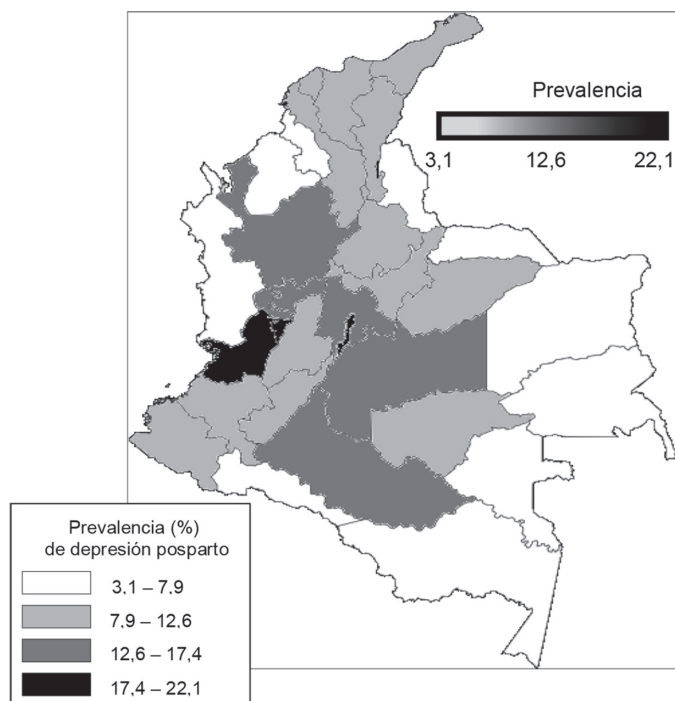 Prevalencia
3,1 12,6 22,1
Prevalencia (%)
de depresión posparto
3,1 – 7,9
7,9 – 12,6
12,6 – 17,4
17,4 – 22,1